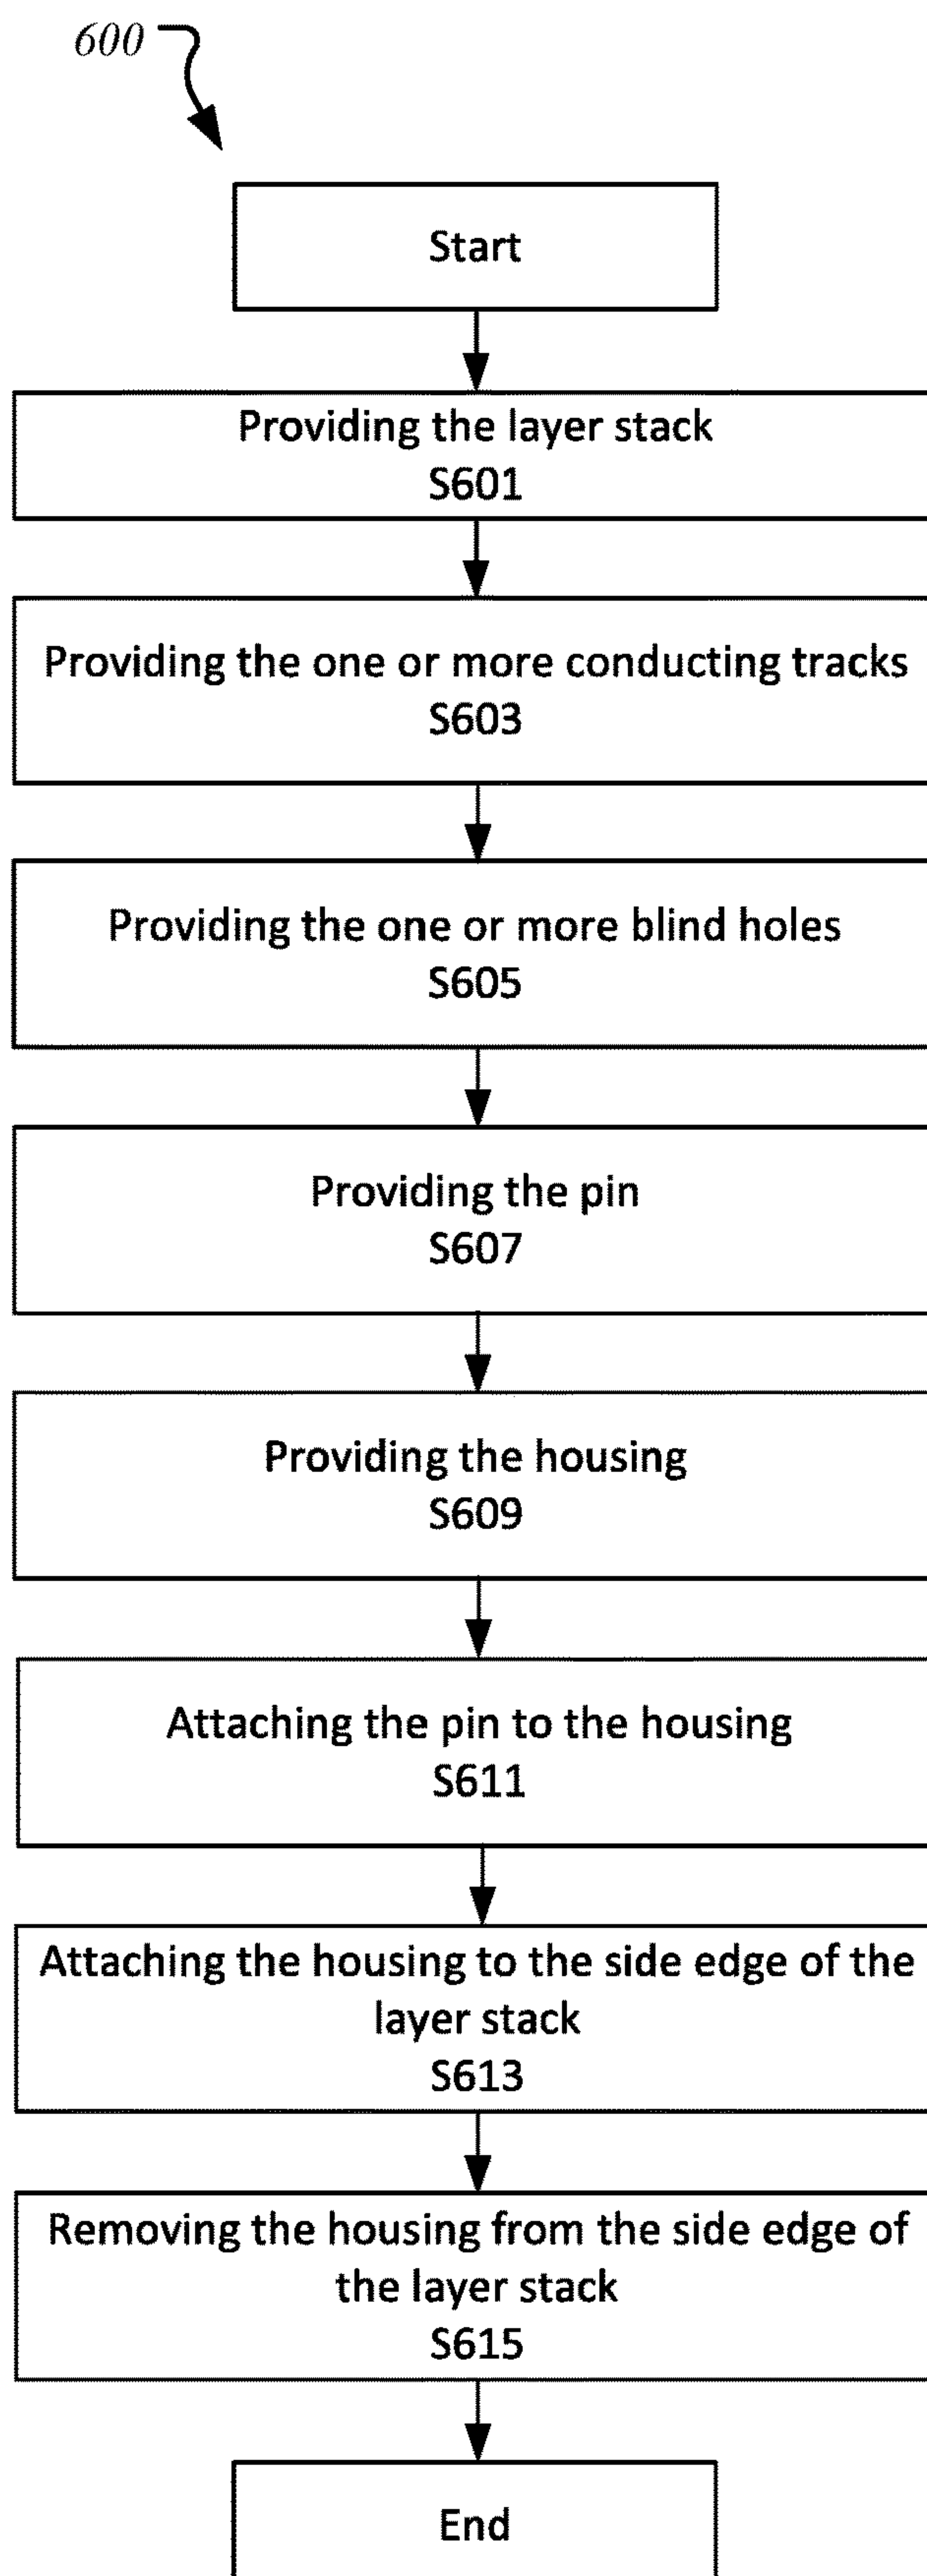 600
Start
Providing the layer stack
S601
Providing the one or more conducting tracks
S603
Providing the one or more blind holes
S605
Providing the pin
S607
Providing the housing
S609
Attaching the pin to the housing
S611
Attaching the housing to the side edge of the
layer stack
S613
Removing the housing from the side edge of
the layer stack
S615
End